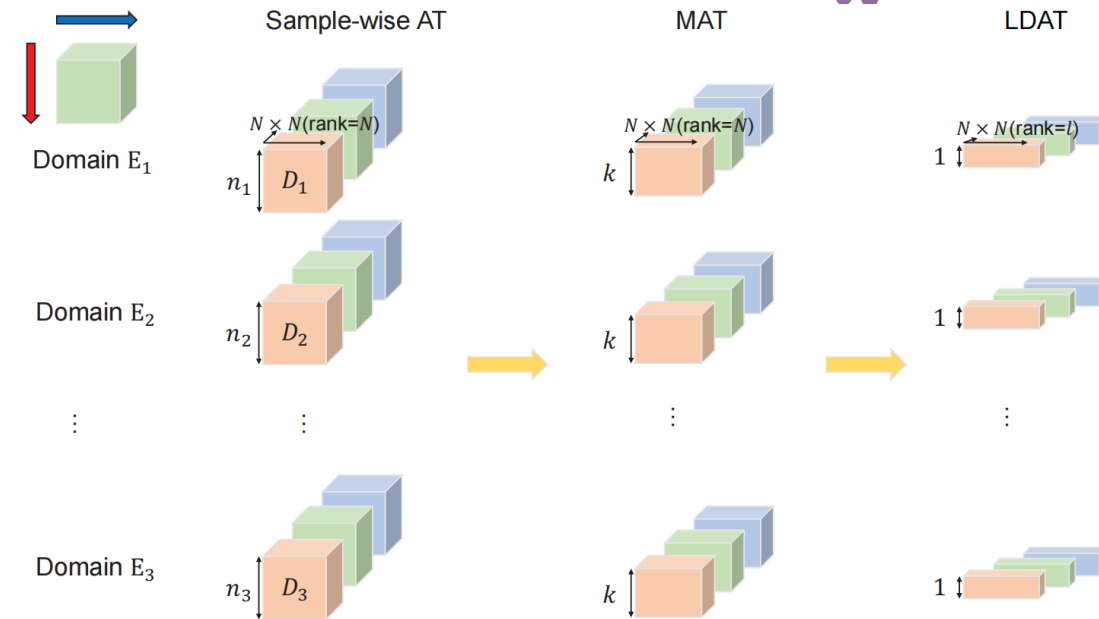 Sample-wise AT
MAT
LDAT
Domain E₁
N × N(rank=N)
n₁
D₁
N × N(rank=N)
k
N × N(rank=l)
1
Domain E₂
n₂
D₂
k
1
⋮
⋮
⋮
⋮
Domain E₃
n₃
D₃
k
1